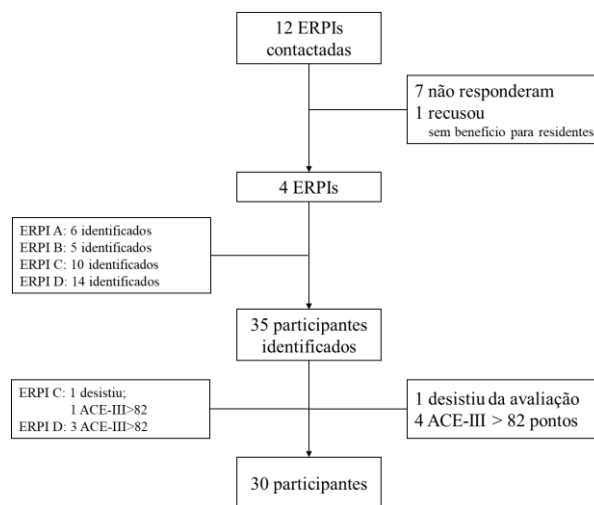 12 ERPIs
contactadas
7 não responderam
1 recusou
sem benefício para residentes
4 ERPIs
ERPI A: 6 identificados
ERPI B: 5 identificados
ERPI C: 10 identificados
ERPI D: 14 identificados
35 participantes
identificados
ERPI C: 1 desistiu;
1 ACE-III>82
ERPI D: 3 ACE-III>82
1 desistiu da avaliação
4 ACE-III > 82 pontos
30 participantes